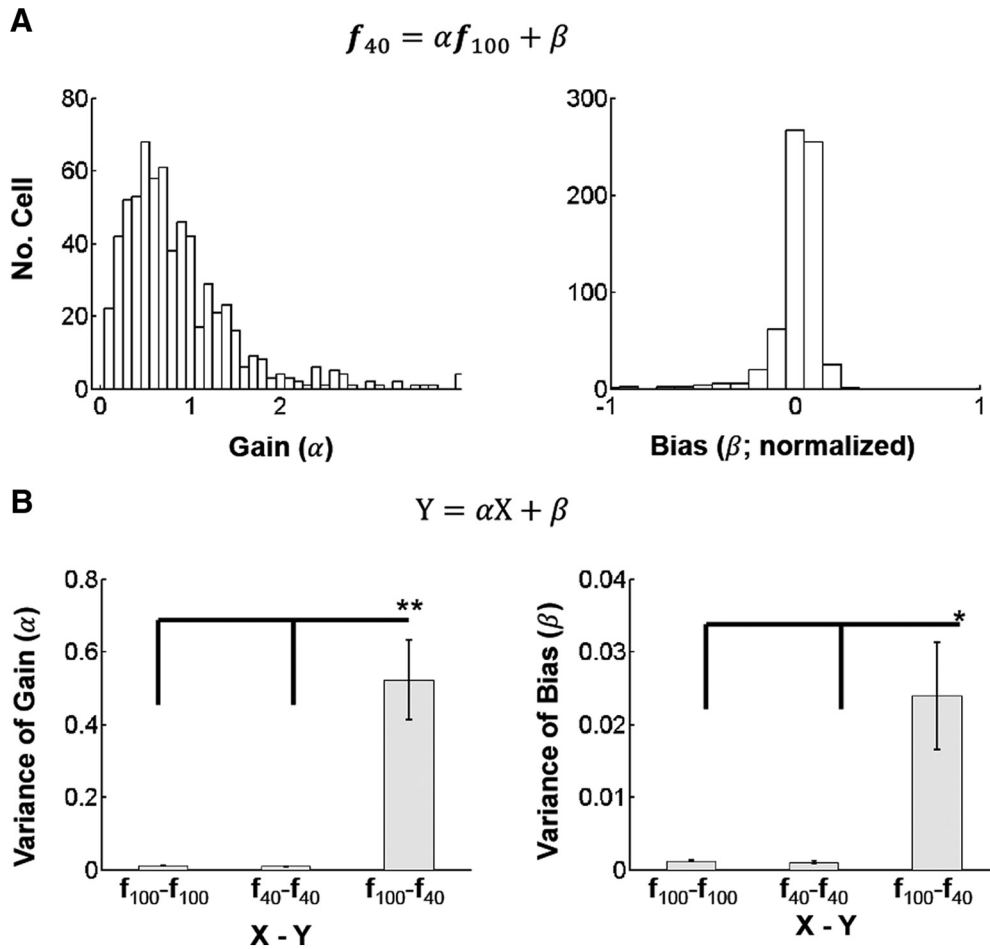 A
f₄₀ = αf₁₀₀ + β
80
60
40
20
0
No. Cell
0 1 2
Gain (α)
300
200
100
0
-1 0 1
Bias (β; normalized)
B
Y = αX + β
0.8
0.6
0.4
0.2
0
Variance of Gain (α)
**
f₁₀₀-f₁₀₀ f₄₀-f₄₀ f₁₀₀-f₄₀
X - Y
0.04
0.03
0.02
0.01
0
Variance of Bias (β)
*
f₁₀₀-f₁₀₀ f₄₀-f₄₀ f₁₀₀-f₄₀
X - Y